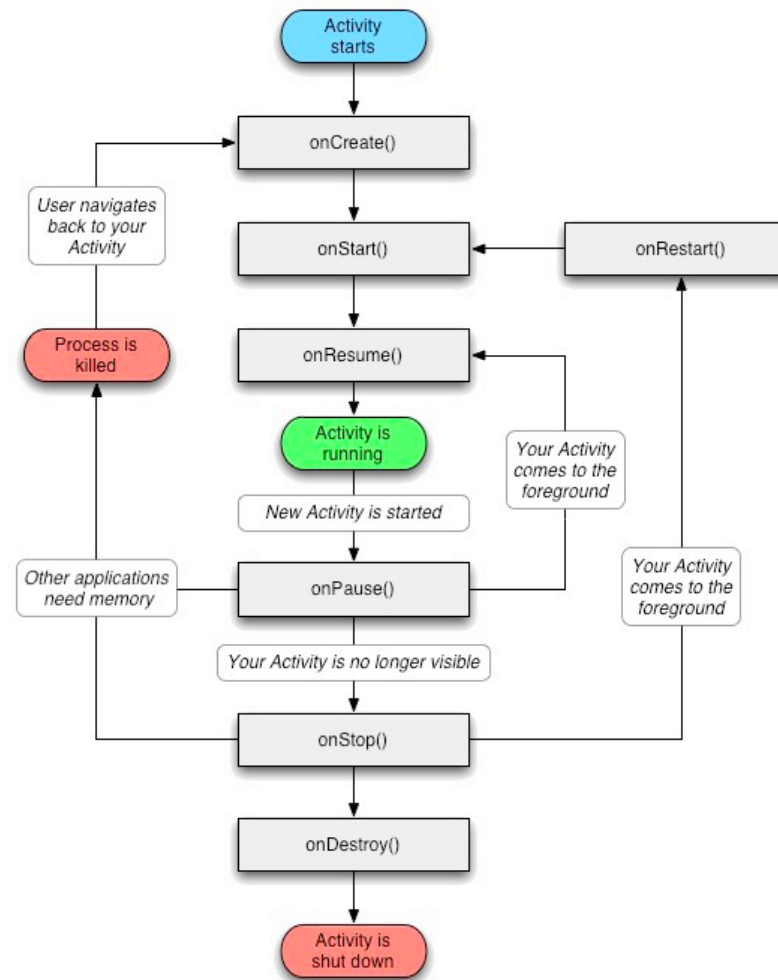 Activity
starts
onCreate()
User navigates
back to your
Activity
onStart()
onRestart()
Process is
killed
onResume()
Activity is
running
Your Activity
comes to the
foreground
New Activity is started
Other applications
need memory
onPause()
Your Activity
comes to the
foreground
Your Activity is no longer visible
onStop()
onDestroy()
Activity is
shut down